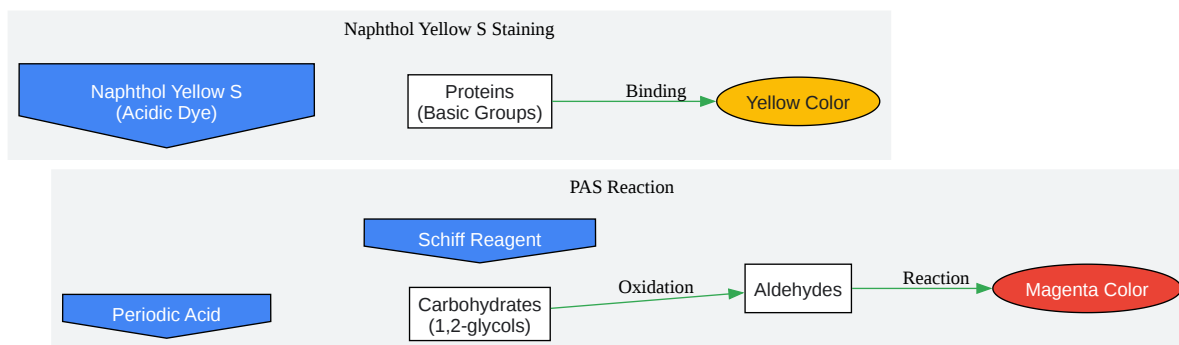 Naphthol Yellow S Staining
Naphthol Yellow S
(Acidic Dye)
Proteins
(Basic Groups)
Binding
Yellow Color
PAS Reaction
Schiff Reagent
Periodic Acid
Carbohydrates
(1,2-glycols)
Oxidation
Aldehydes
Reaction
Magenta Color